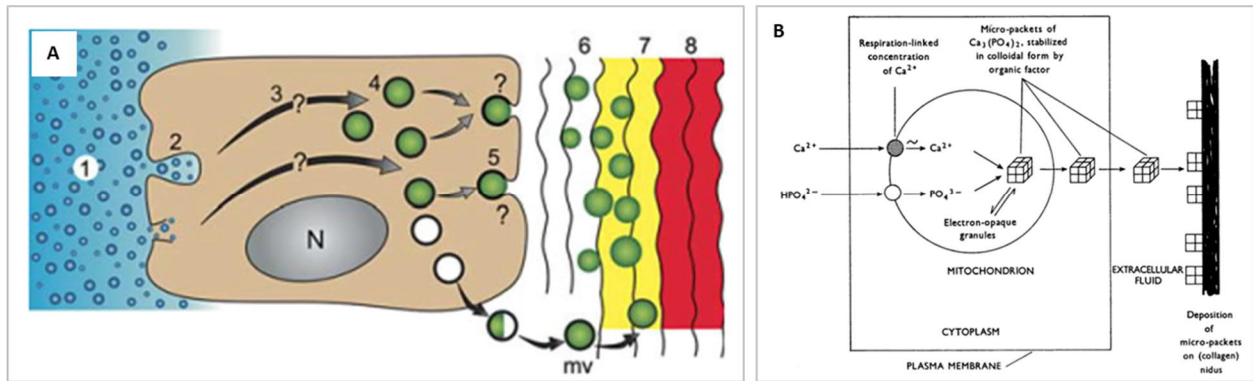 A
1
2
3
?
4
?
5
?
?
N
6
7
8
mv
B
Respiration-linked
concentration
of Ca²⁺
Micro-packets of
Ca₃(PO₄)₂, stabilized
in colloidal form by
organic factor
Ca²⁺
~
Ca²⁺
HPO₄²⁻
PO₄³⁻
Electron-opaque
granules
MITOCHONDRION
CYTOPLASM
PLASMA MEMBRANE
EXTRACELLULAR
FLUID
Deposition
of
micro-packets
on (collagen)
nidus